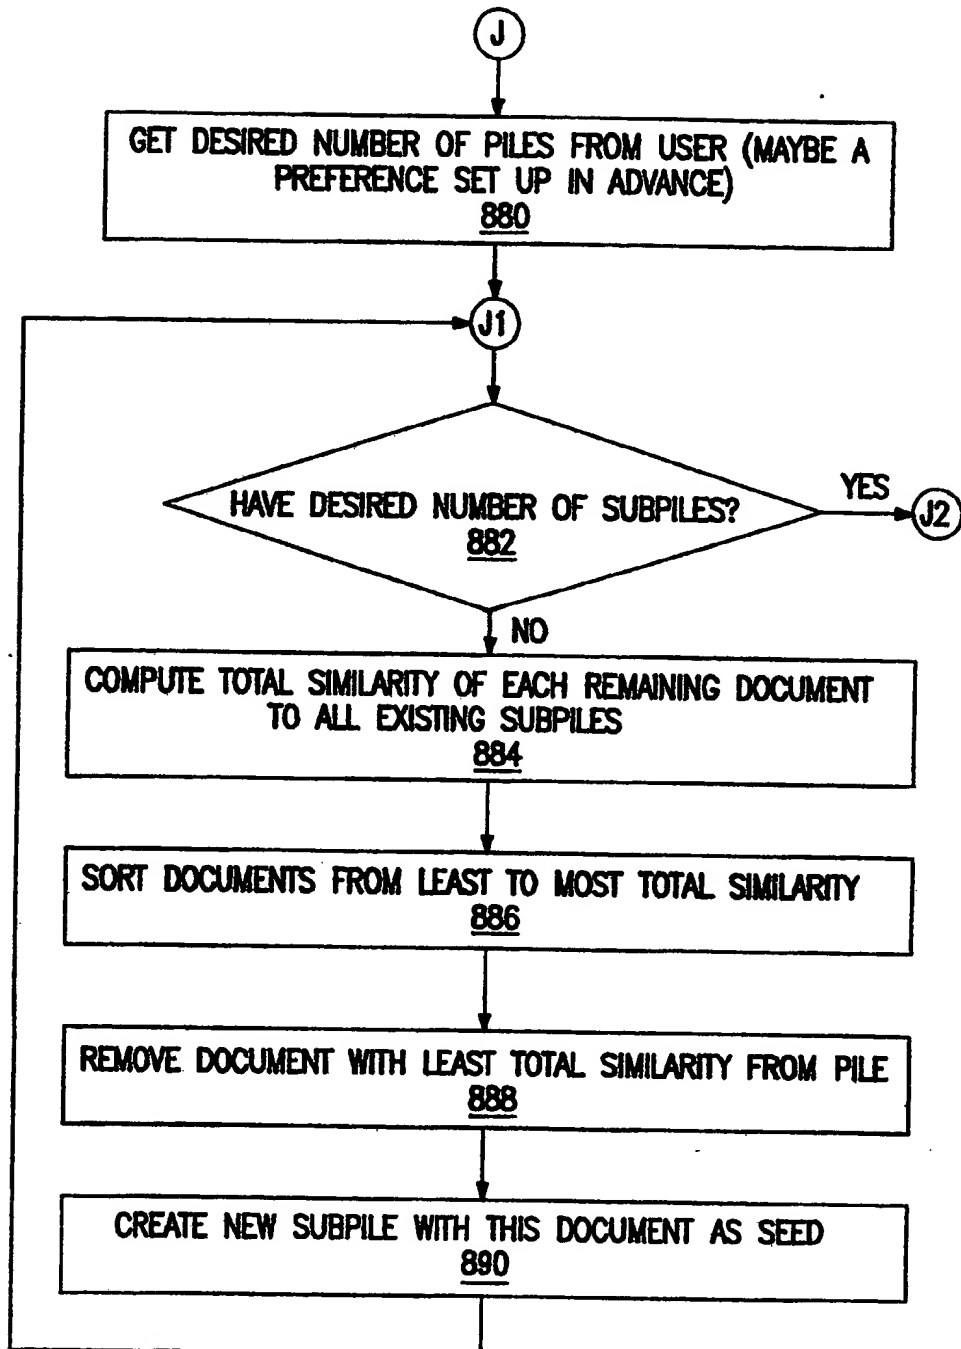 J
GET DESIRED NUMBER OF PILES FROM USER (MAYBE A
PREFERENCE SET UP IN ADVANCE)
880
J1
HAVE DESIRED NUMBER OF SUBPILES?
882
YES
J2
NO
COMPUTE TOTAL SIMILARITY OF EACH REMAINING DOCUMENT
TO ALL EXISTING SUBPILES
884
SORT DOCUMENTS FROM LEAST TO MOST TOTAL SIMILARITY
886
REMOVE DOCUMENT WITH LEAST TOTAL SIMILARITY FROM PILE
888
CREATE NEW SUBPILE WITH THIS DOCUMENT AS SEED
890